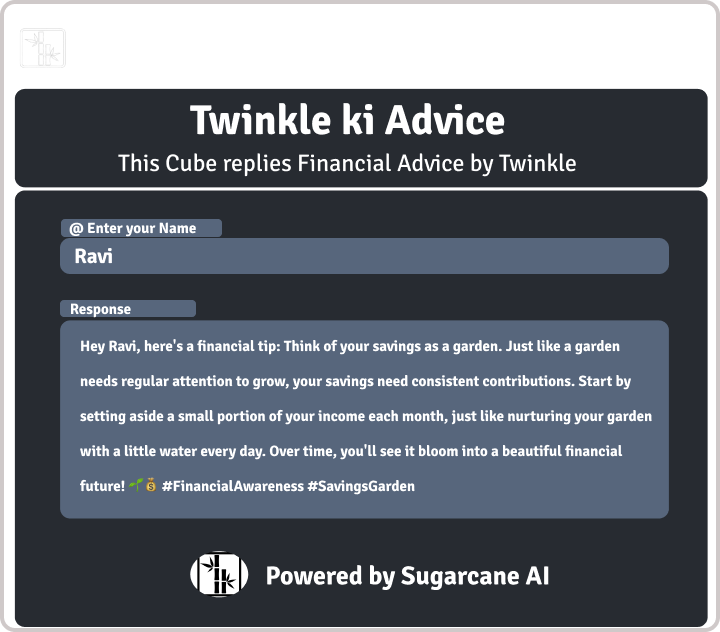 Twinkle ki Advice
This Cube replies Financial Advice by Twinkle
@ Enter your Name
Ravi
Response
Hey Ravi, here's a financial tip: Think of your savings as a garden. Just like a garden
needs regular attention to grow, your savings need consistent contributions. Start by
setting aside a small portion of your income each month, just like nurturing your garden
with a little water every day. Over time, you'll see it bloom into a beautiful financial
future! 🌱💰 #FinancialAwareness #SavingsGarden
Powered by Sugarcane AI